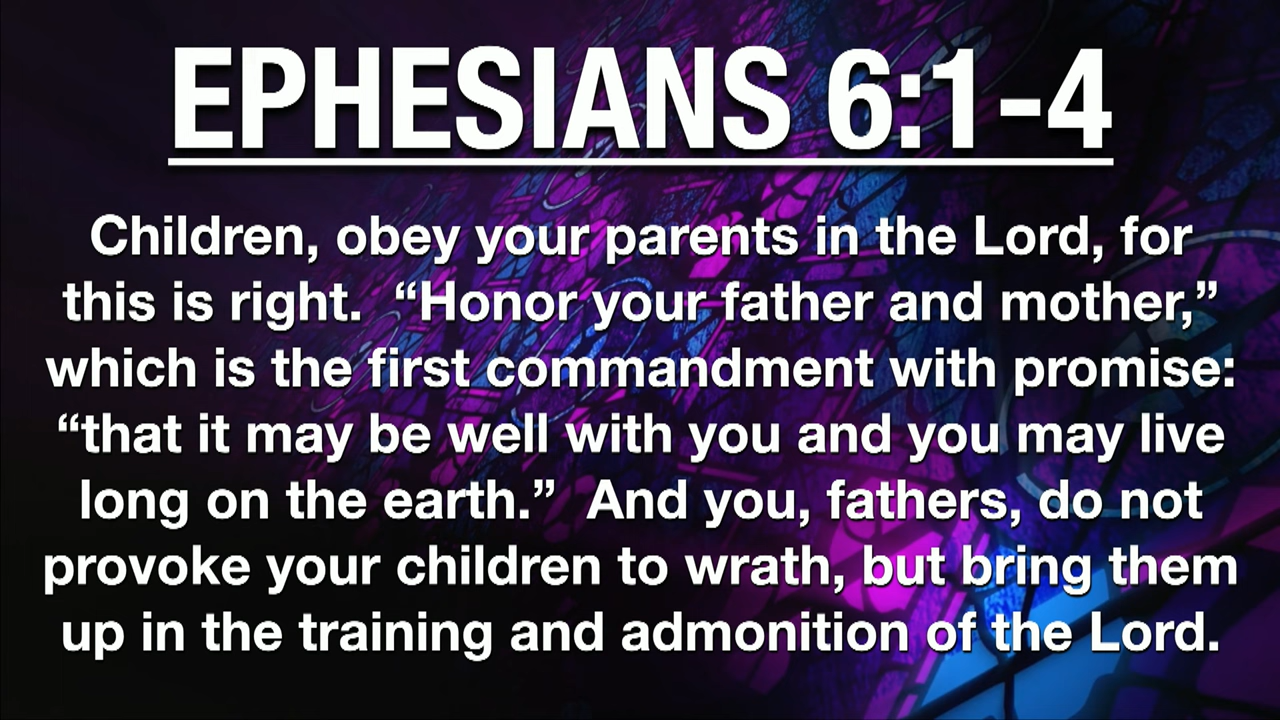 EPHESIANS 6:1-4
Children, obey your parents in the Lord, for
this is right.  “Honor your father and mother,”
which is the first commandment with promise:
“that it may be well with you and you may live
long on the earth.”  And you, fathers, do not
provoke your children to wrath, but bring them
up in the training and admonition of the Lord.